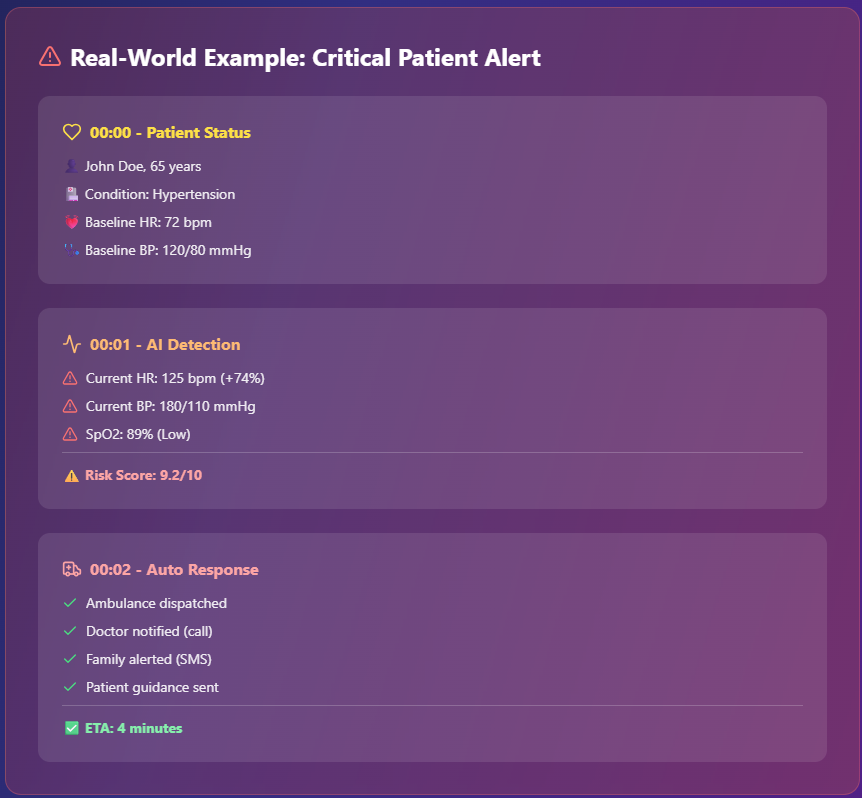 Real-World Example: Critical Patient Alert
00:00 - Patient Status
John Doe, 65 years
Condition: Hypertension
Baseline HR: 72 bpm
Baseline BP: 120/80 mmHg
00:01 - AI Detection
Current HR: 125 bpm (+74%)
Current BP: 180/110 mmHg
SpO2: 89% (Low)
Risk Score: 9.2/10
00:02 - Auto Response
Ambulance dispatched
Doctor notified (call)
Family alerted (SMS)
Patient guidance sent
ETA: 4 minutes